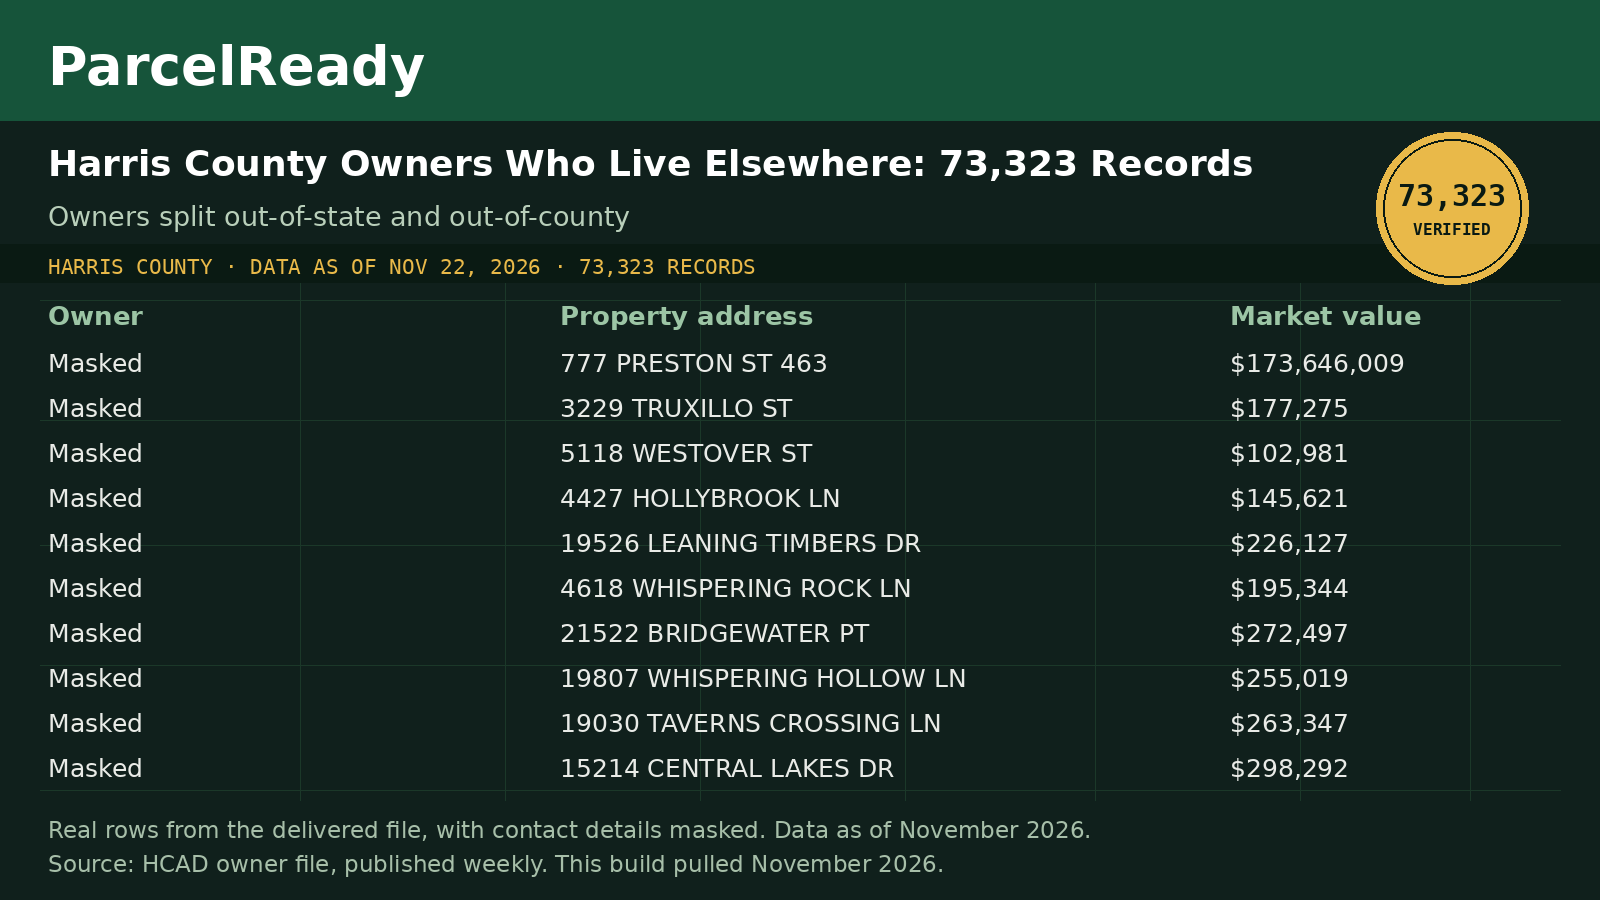 ParcelReady
Harris County Owners Who Live Elsewhere: 73,323 Records
Owners split out-of-state and out-of-county
73,323
VERIFIED
HARRIS COUNTY · DATA AS OF NOV 22, 2026 · 73,323 RECORDS
Owner Property address Market value
Masked 777 PRESTON ST 463 $173,646,009
Masked 3229 TRUXILLO ST $177,275
Masked 5118 WESTOVER ST $102,981
Masked 4427 HOLLYBROOK LN $145,621
Masked 19526 LEANING TIMBERS DR $226,127
Masked 4618 WHISPERING ROCK LN $195,344
Masked 21522 BRIDGEWATER PT $272,497
Masked 19807 WHISPERING HOLLOW LN $255,019
Masked 19030 TAVERNS CROSSING LN $263,347
Masked 15214 CENTRAL LAKES DR $298,292
Real rows from the delivered file, with contact details masked. Data as of November 2026.
Source: HCAD owner file, published weekly. This build pulled November 2026.